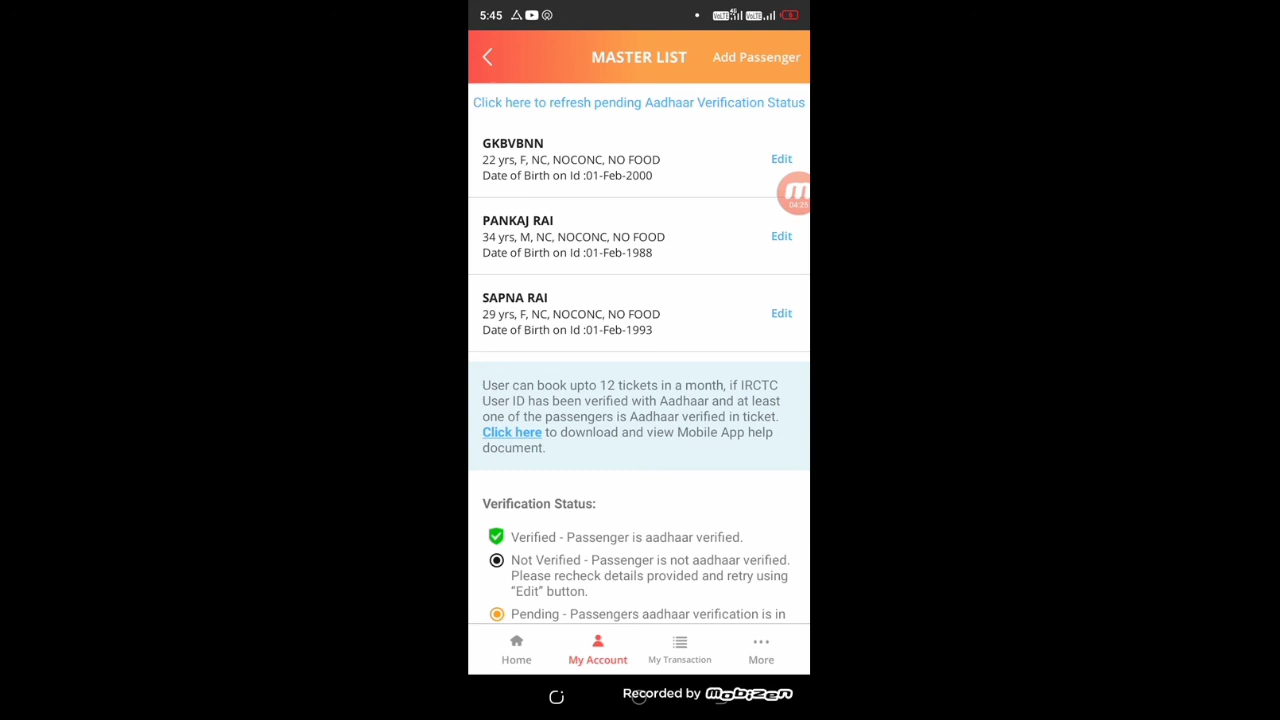 5:45
MASTER LIST
Add Passenger
Click here to refresh pending Aadhaar Verification Status
GKBVBNN
22 yrs, F, NC, NOCONC, NO FOOD
Date of Birth on Id :01-Feb-2000
Edit
04:25
PANKAJ RAI
34 yrs, M, NC, NOCONC, NO FOOD
Date of Birth on Id :01-Feb-1988
Edit
SAPNA RAI
29 yrs, F, NC, NOCONC, NO FOOD
Date of Birth on Id :01-Feb-1993
Edit
User can book upto 12 tickets in a month, if IRCTC
User ID has been verified with Aadhaar and at least
one of the passengers is Aadhaar verified in ticket.
Click here to download and view Mobile App help
document.
Verification Status:
Verified - Passenger is aadhaar verified.
Not Verified - Passenger is not aadhaar verified.
Please recheck details provided and retry using
“Edit” button.
Pending - Passengers aadhaar verification is in
Home
My Account
My Transaction
More
Recorded by mobizen